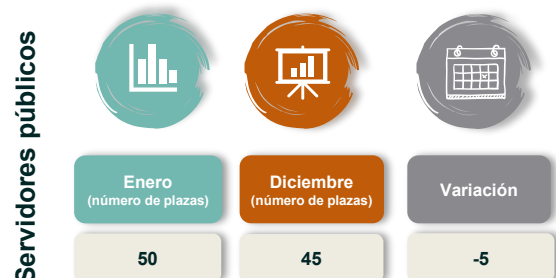 Servidores públicos
Enero
(número de plazas)
Diciembre
(número de plazas)
Variación
50
45
-5